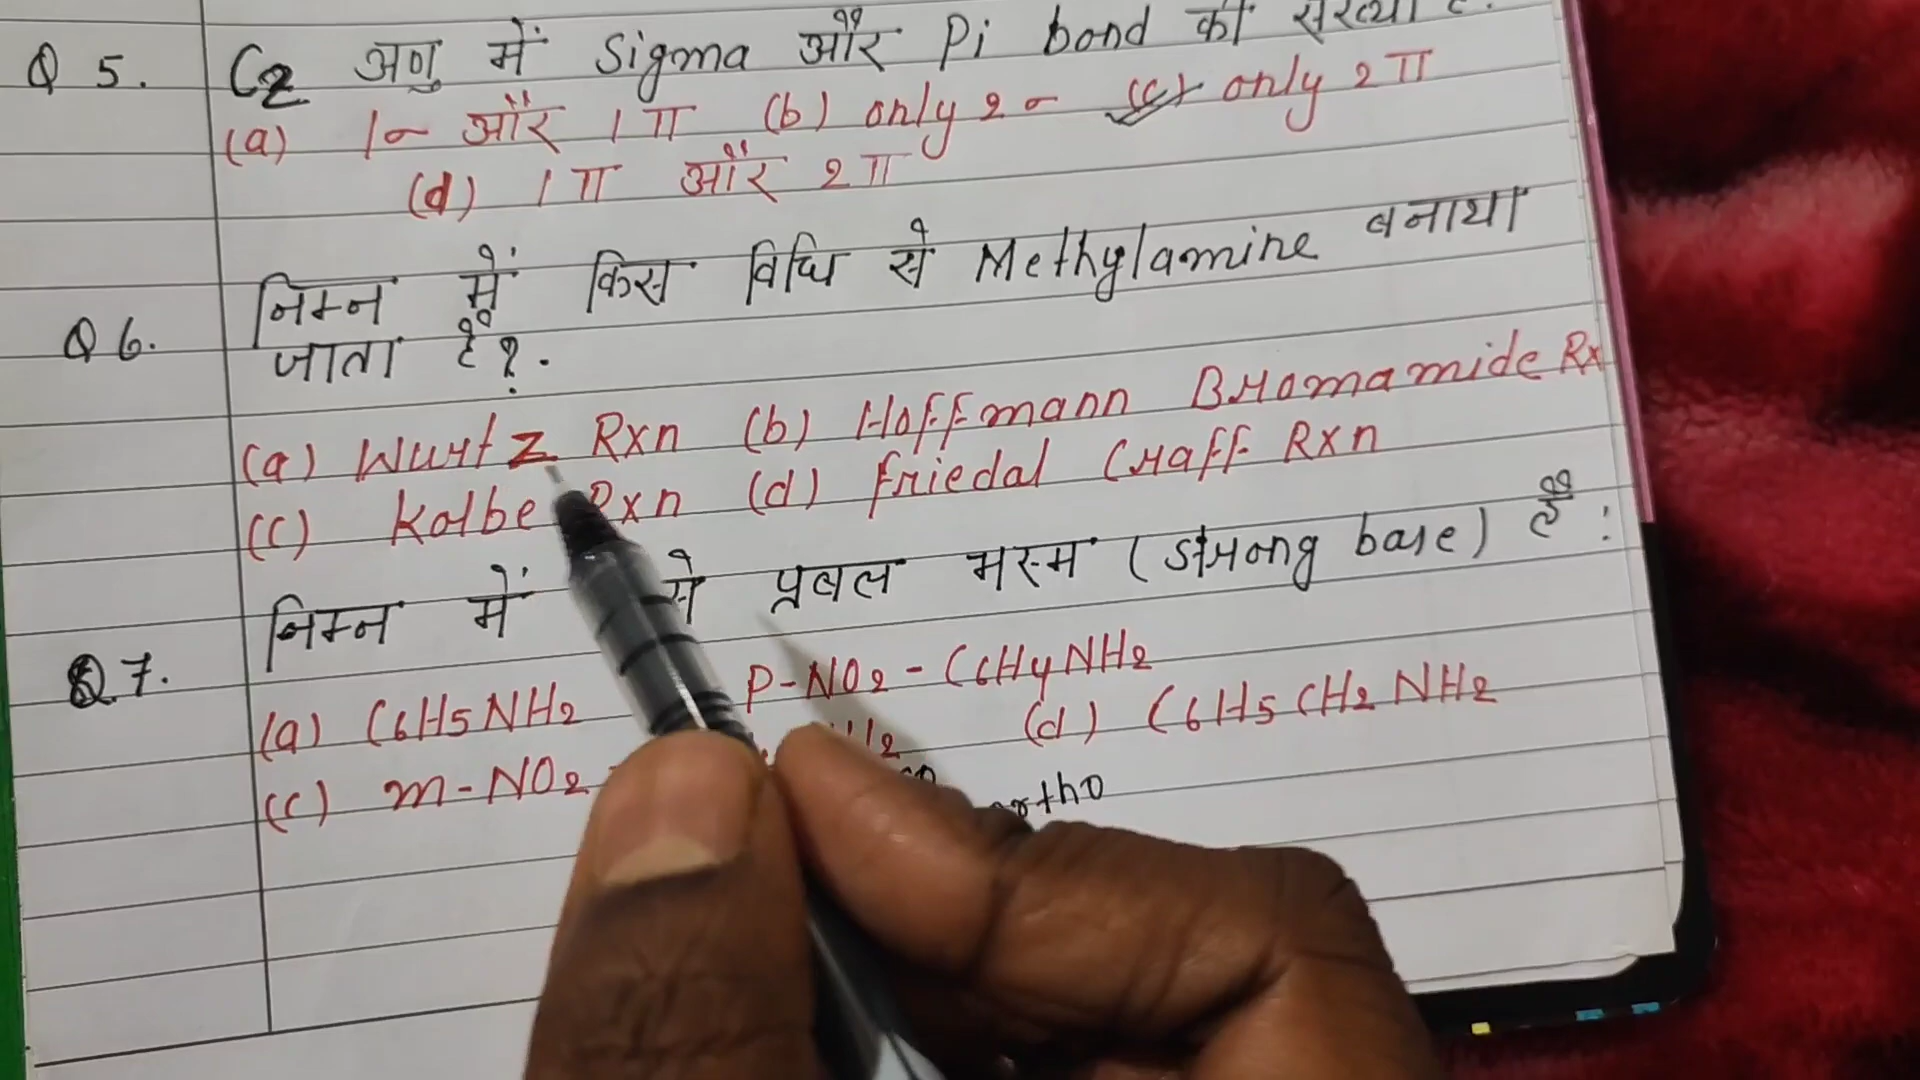 Q 5. C2 अणु में Sigma और Pi bond की संख्या है:
(a) 1σ और 1π (b) only 2σ (c) only 2π
(d) 1π और 2π
Q 6. निम्न में किस विधि से Methylamine बनाया
जाता है?.
(a) Wurtz Rxn (b) Hoffmann Bromamide Rx
(c) Kolbe Rxn (d) Friedal Craff Rxn
Q 7. निम्न में से प्रबल भस्म (strong base) है:
(a) C6H5NH2 P-NO2-C6H4NH2
(c) m-NO2 (d) C6H5CH2NH2
ortho